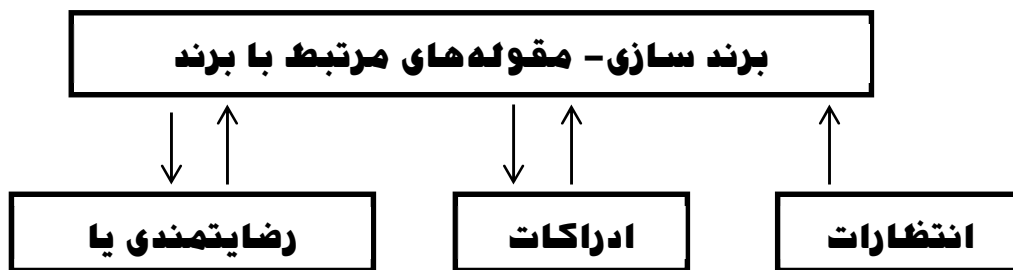 برند سازی- مقوله‌های مرتبط با برند
انتظارات
ادراکات
رضایتمندی یا